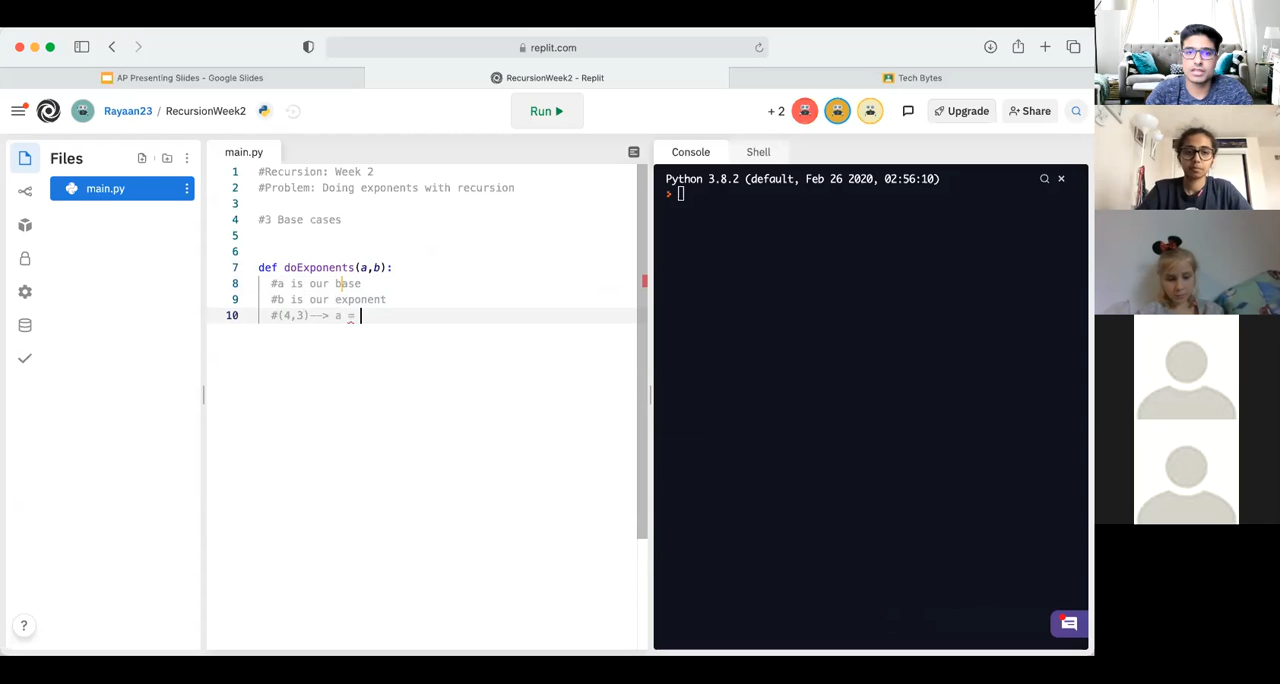 replit.com
AP Presenting Slides - Google Slides
RecursionWeek2 - Replit
Tech Bytes
Rayaan23 / RecursionWeek2
Run
+ 2
Upgrade
Share
Files
main.py
main.py
1 #Recursion: Week 2
2 #Problem: Doing exponents with recursion
3
4 #3 Base cases
5
6
7 def doExponents(a,b):
8 #a is our base
9 #b is our exponent
10 #(4,3)--> a =
Console
Shell
Python 3.8.2 (default, Feb 26 2020, 02:56:10)
>
?